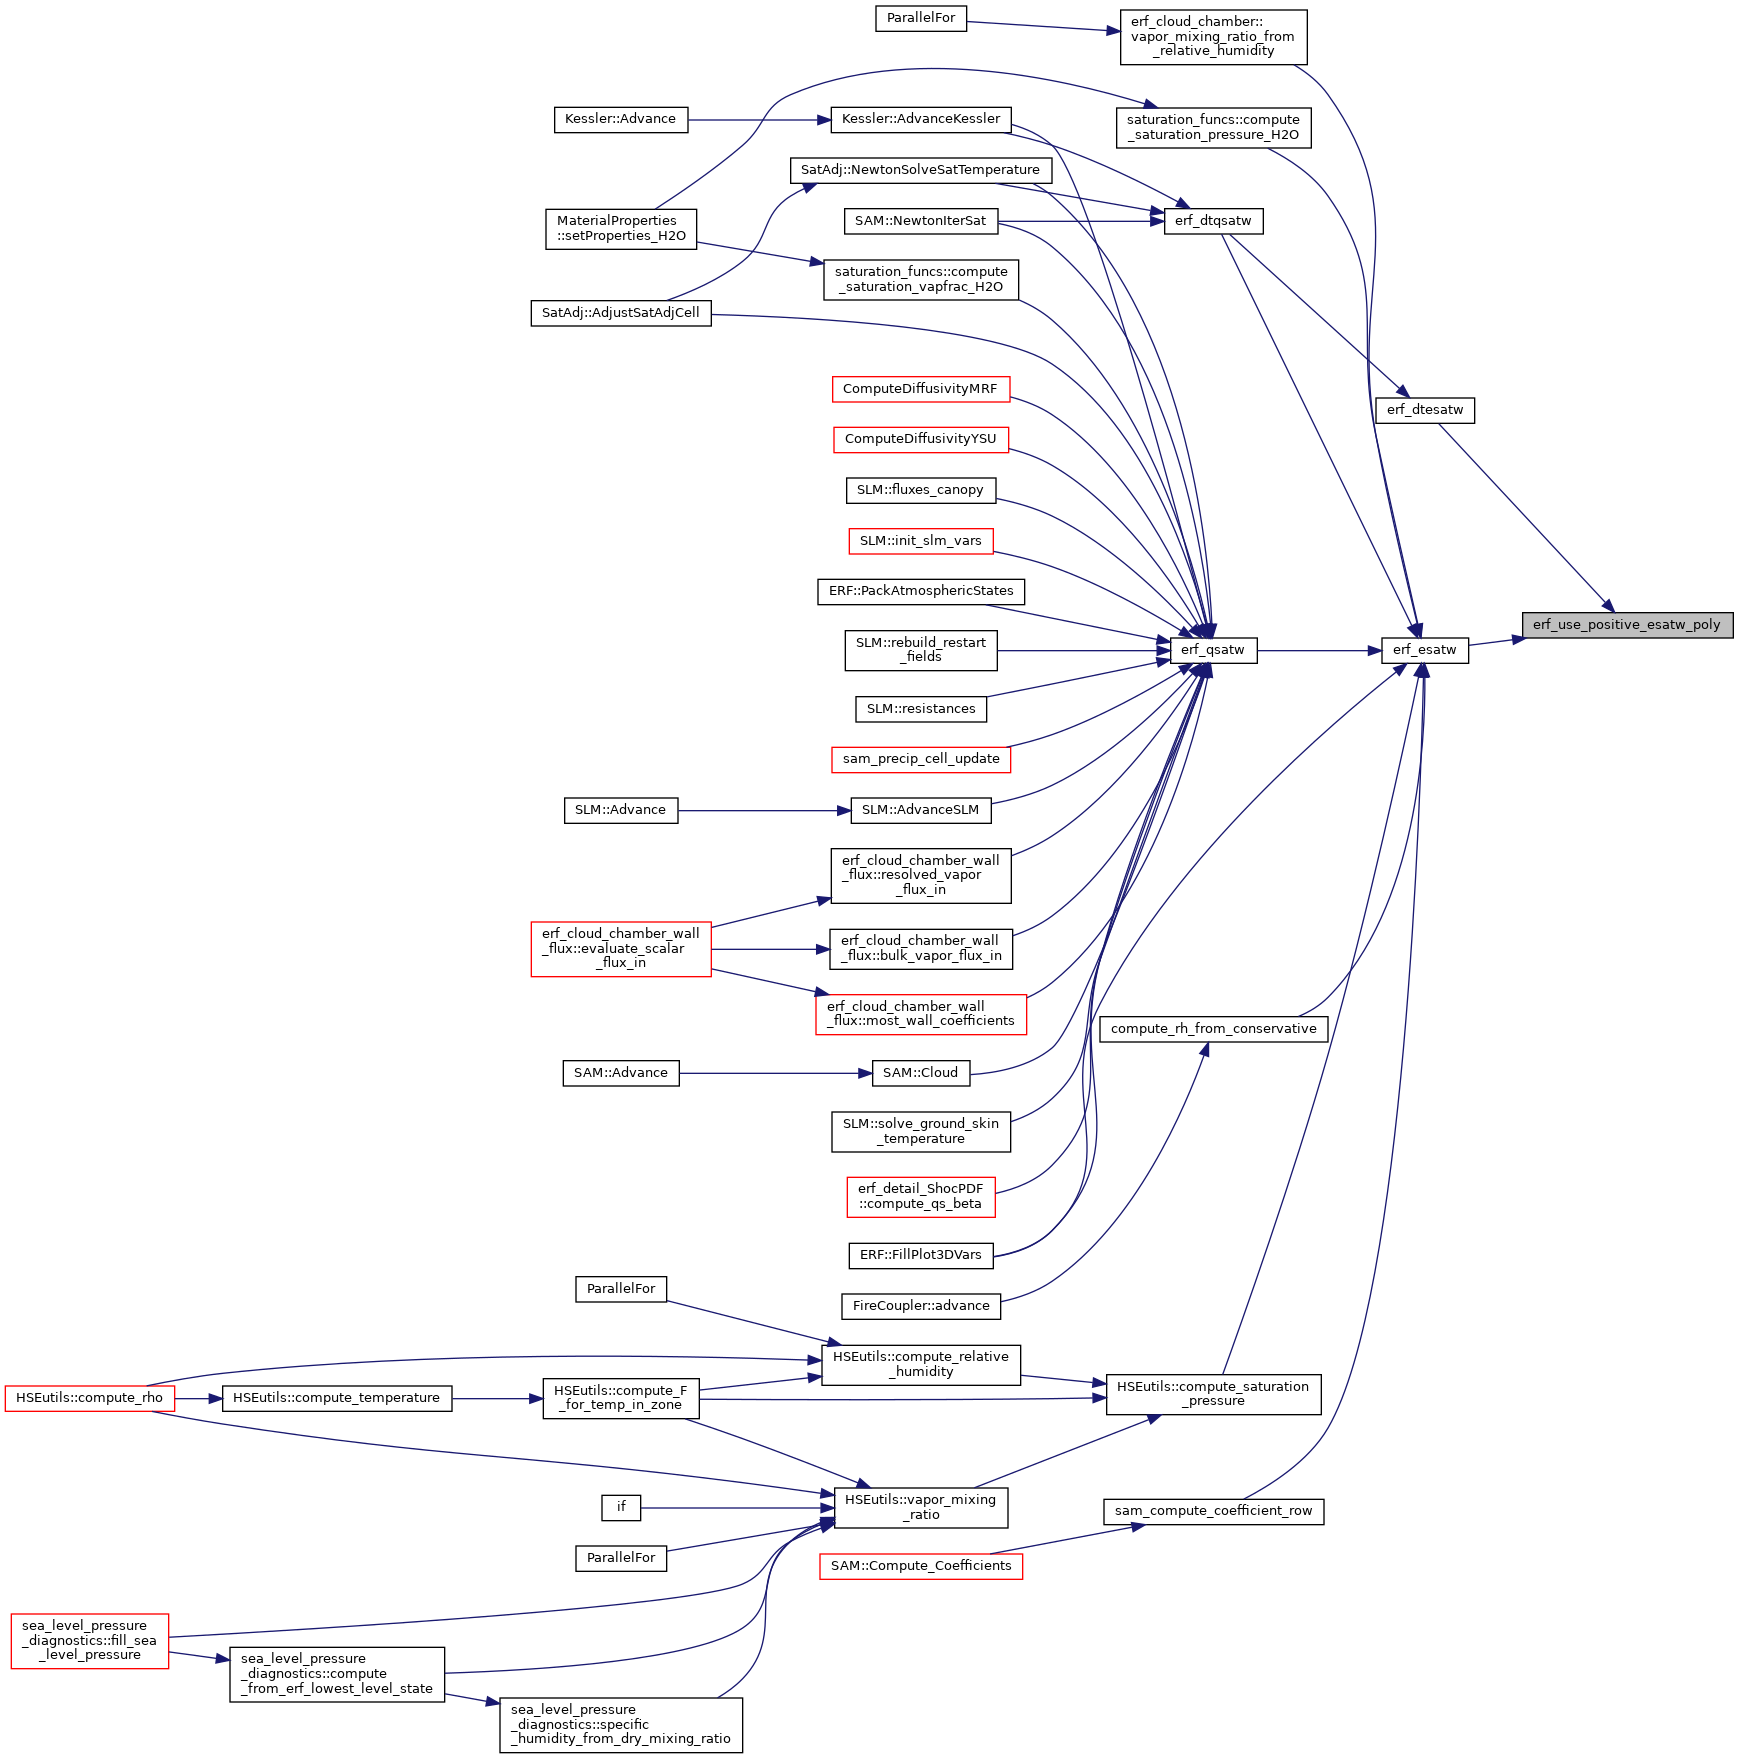 ParallelFor
erf_cloud_chamber::
vapor_mixing_ratio_from
_relative_humidity
Kessler::Advance
Kessler::AdvanceKessler
saturation_funcs::compute
_saturation_pressure_H2O
SatAdj::NewtonSolveSatTemperature
MaterialProperties
::setProperties_H2O
SAM::NewtonIterSat
erf_dtqsatw
saturation_funcs::compute
_saturation_vapfrac_H2O
SatAdj::AdjustSatAdjCell
ComputeDiffusivityMRF
erf_dtesatw
ComputeDiffusivityYSU
SLM::fluxes_canopy
SLM::init_slm_vars
ERF::PackAtmosphericStates
erf_use_positive_esatw_poly
SLM::rebuild_restart
_fields
erf_qsatw
erf_esatw
SLM::resistances
sam_precip_cell_update
SLM::Advance
SLM::AdvanceSLM
erf_cloud_chamber_wall
_flux::resolved_vapor
_flux_in
erf_cloud_chamber_wall
_flux::evaluate_scalar
_flux_in
erf_cloud_chamber_wall
_flux::bulk_vapor_flux_in
erf_cloud_chamber_wall
_flux::most_wall_coefficients
compute_rh_from_conservative
SAM::Advance
SAM::Cloud
SLM::solve_ground_skin
_temperature
erf_detail_ShocPDF
::compute_qs_beta
ERF::FillPlot3DVars
ParallelFor
FireCoupler::advance
HSEutils::compute_relative
_humidity
HSEutils::compute_rho
HSEutils::compute_temperature
HSEutils::compute_F
_for_temp_in_zone
HSEutils::compute_saturation
_pressure
if
HSEutils::vapor_mixing
_ratio
sam_compute_coefficient_row
ParallelFor
SAM::Compute_Coefficients
sea_level_pressure
_diagnostics::fill_sea
_level_pressure
sea_level_pressure
_diagnostics::compute
_from_erf_lowest_level_state
sea_level_pressure
_diagnostics::specific
_humidity_from_dry_mixing_ratio